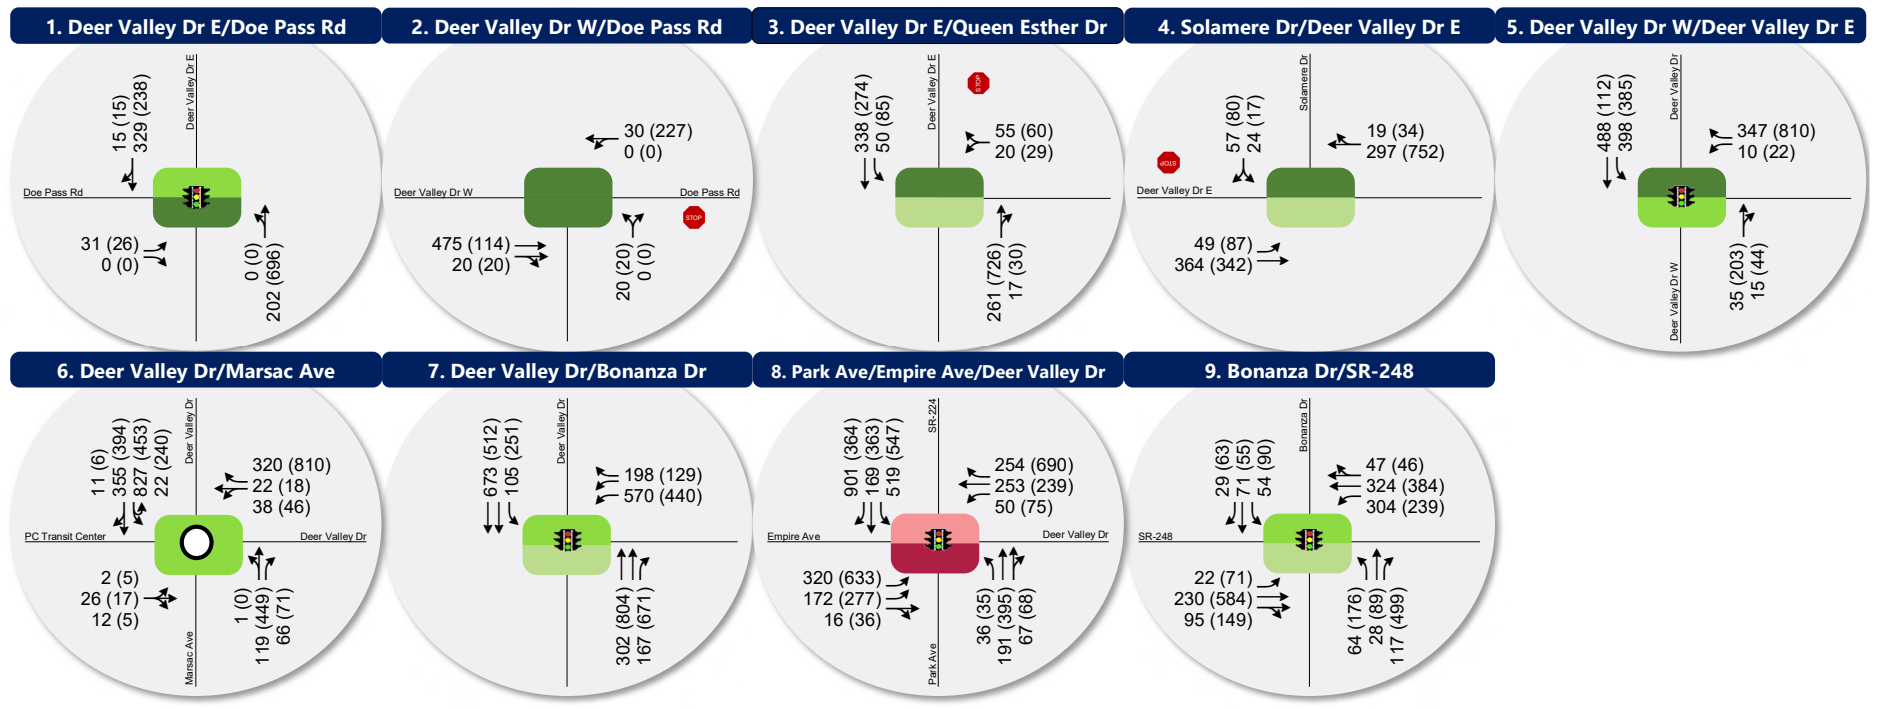 1. Deer Valley Dr E/Doe Pass Rd
15 (15)
329 (238)
Deer Valley Dr E
Doe Pass Rd
31 (26)
0 (0)
0 (0)
202 (696)
2. Deer Valley Dr W/Doe Pass Rd
30 (227)
0 (0)
Deer Valley Dr W
Doe Pass Rd
STOP
475 (114)
20 (20)
20 (20)
0 (0)
3. Deer Valley Dr E/Queen Esther Dr
338 (274)
50 (85)
Deer Valley Dr E
STOP
55 (60)
20 (29)
261 (726)
17 (30)
4. Solamere Dr/Deer Valley Dr E
57 (80)
24 (17)
Solamere Dr
19 (34)
297 (752)
STOP
Deer Valley Dr E
49 (87)
364 (342)
5. Deer Valley Dr W/Deer Valley Dr E
488 (112)
398 (385)
Deer Valley Dr
347 (810)
10 (22)
Deer Valley Dr W
35 (203)
15 (44)
6. Deer Valley Dr/Marsac Ave
11 (6)
355 (394)
827 (453)
22 (240)
Deer Valley Dr
320 (810)
22 (18)
38 (46)
PC Transit Center
Deer Valley Dr
2 (5)
26 (17)
12 (5)
Marsac Ave
1 (0)
119 (449)
66 (71)
7. Deer Valley Dr/Bonanza Dr
673 (512)
105 (251)
Deer Valley Dr
198 (129)
570 (440)
302 (804)
167 (671)
8. Park Ave/Empire Ave/Deer Valley Dr
901 (364)
169 (363)
519 (547)
SR-224
254 (690)
253 (239)
50 (75)
Empire Ave
Deer Valley Dr
320 (633)
172 (277)
16 (36)
Park Ave
36 (35)
191 (395)
67 (68)
9. Bonanza Dr/SR-248
29 (63)
71 (55)
54 (90)
Bonanza Dr
47 (46)
324 (384)
304 (239)
SR-248
22 (71)
230 (584)
95 (149)
64 (176)
28 (89)
117 (499)